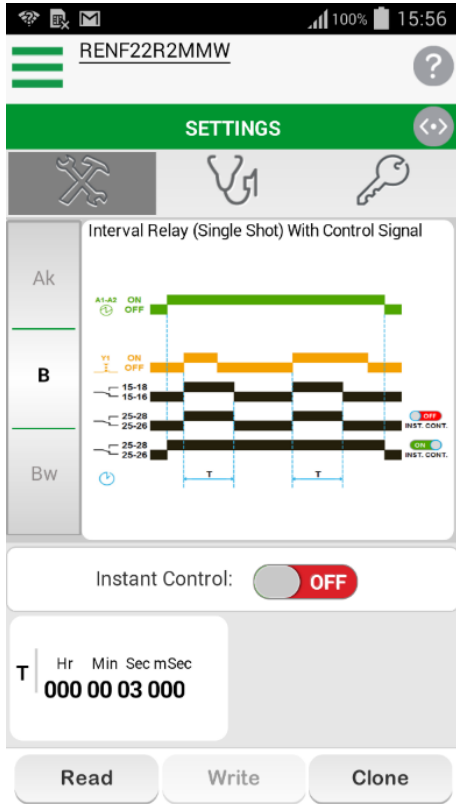 100% 15:56
RENF22R2MMW
?
SETTINGS
Interval Relay (Single Shot) With Control Signal
Ak
B
Bw
A1-A2 ON
OFF
Y1 ON
OFF
15-18
15-16
25-28
25-26
OFF
INST. CONT.
25-28
25-26
ON
INST. CONT.
T T
Instant Control: OFF
Hr Min Sec mSec
T 000 00 03 000
Read Write Clone